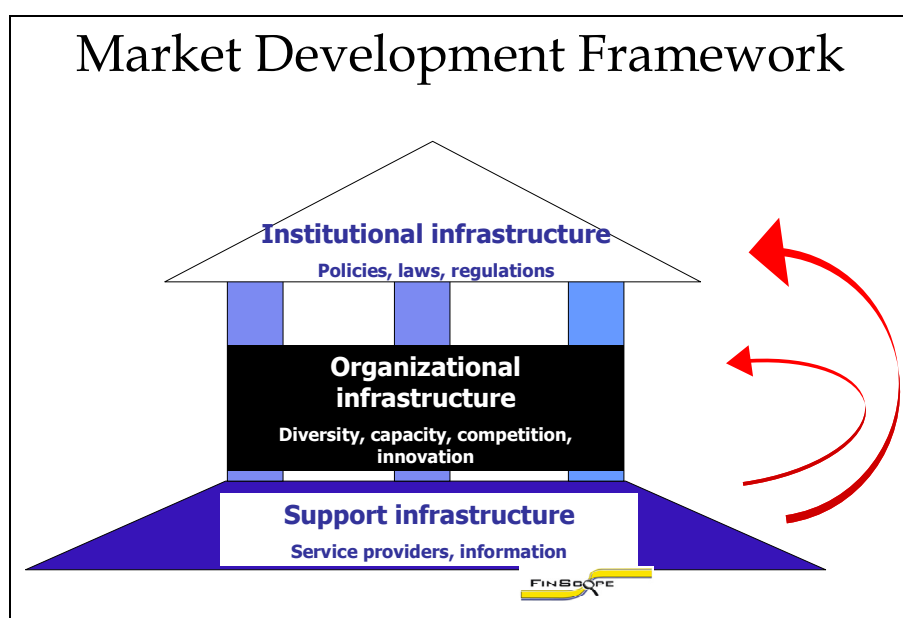 Market Development Framework
Institutional infrastructure
Policies, laws, regulations
Organizational
infrastructure
Diversity, capacity, competition,
innovation
Support infrastructure
Service providers, information
FINSCOPE